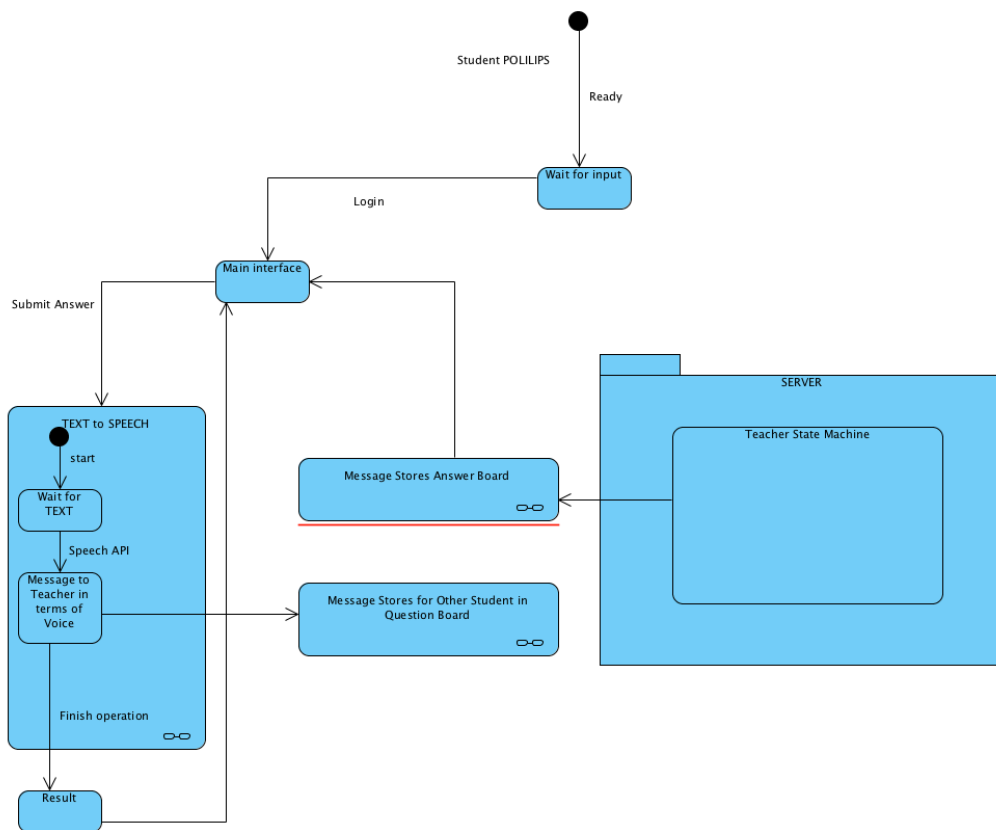 Student POLILIPS
Ready
Wait for input
Login
Main interface
Submit Answer
SERVER
TEXT to SPEECH
Teacher State Machine
start
Message Stores Answer Board
Wait for
TEXT
Speech API
Message to
Teacher in
terms of
Voice
Message Stores for Other Student in
Question Board
Finish operation
Result